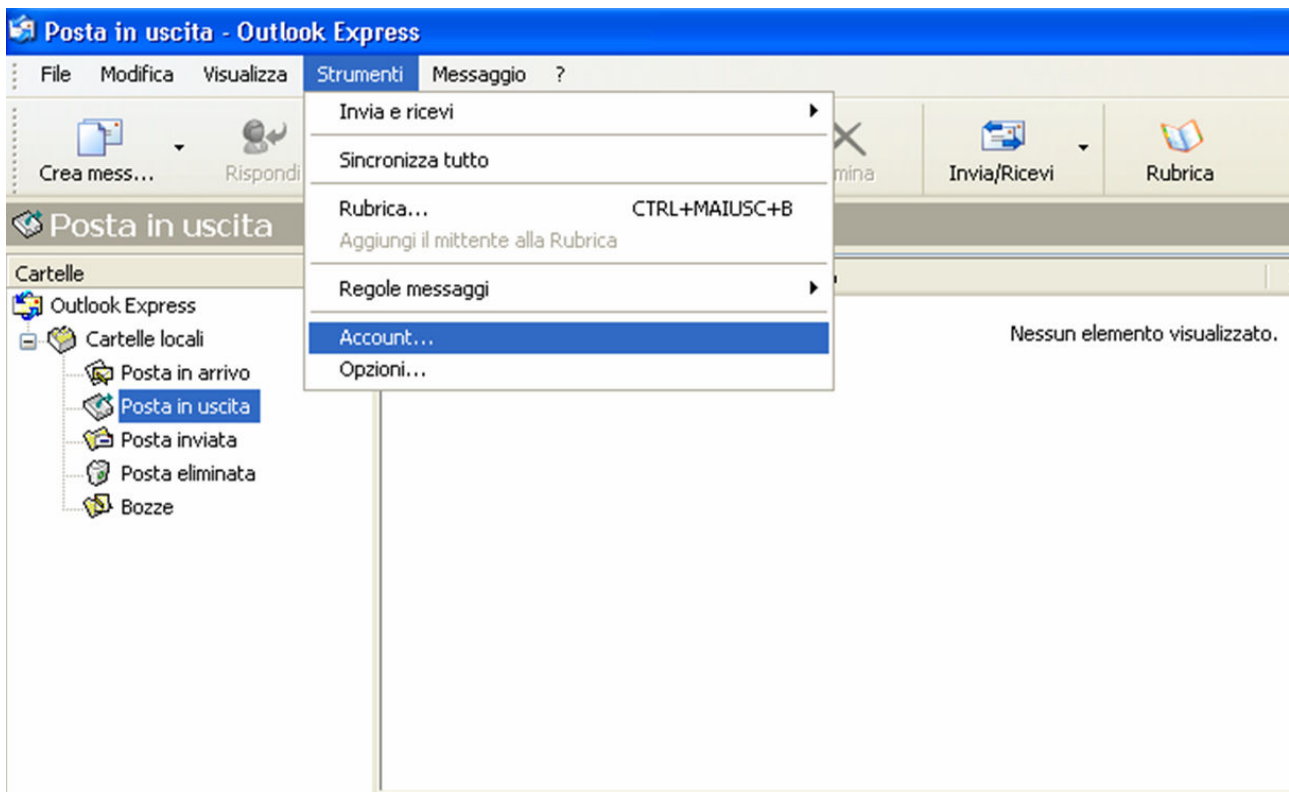 Posta in uscita - Outlook Express
File Modifica Visualizza Strumenti Messaggio ?
Crea mess... Rispondi mina Invia/Ricevi Rubrica
Invia e ricevi
Sincronizza tutto
Rubrica... CTRL+MAIUSC+B
Aggiungi il mittente alla Rubrica
Regole messaggi
Account...
Opzioni...
Posta in uscita
Cartelle
Outlook Express
Cartelle locali
Posta in arrivo
Posta in uscita
Posta inviata
Posta eliminata
Bozze
Nessun elemento visualizzato.